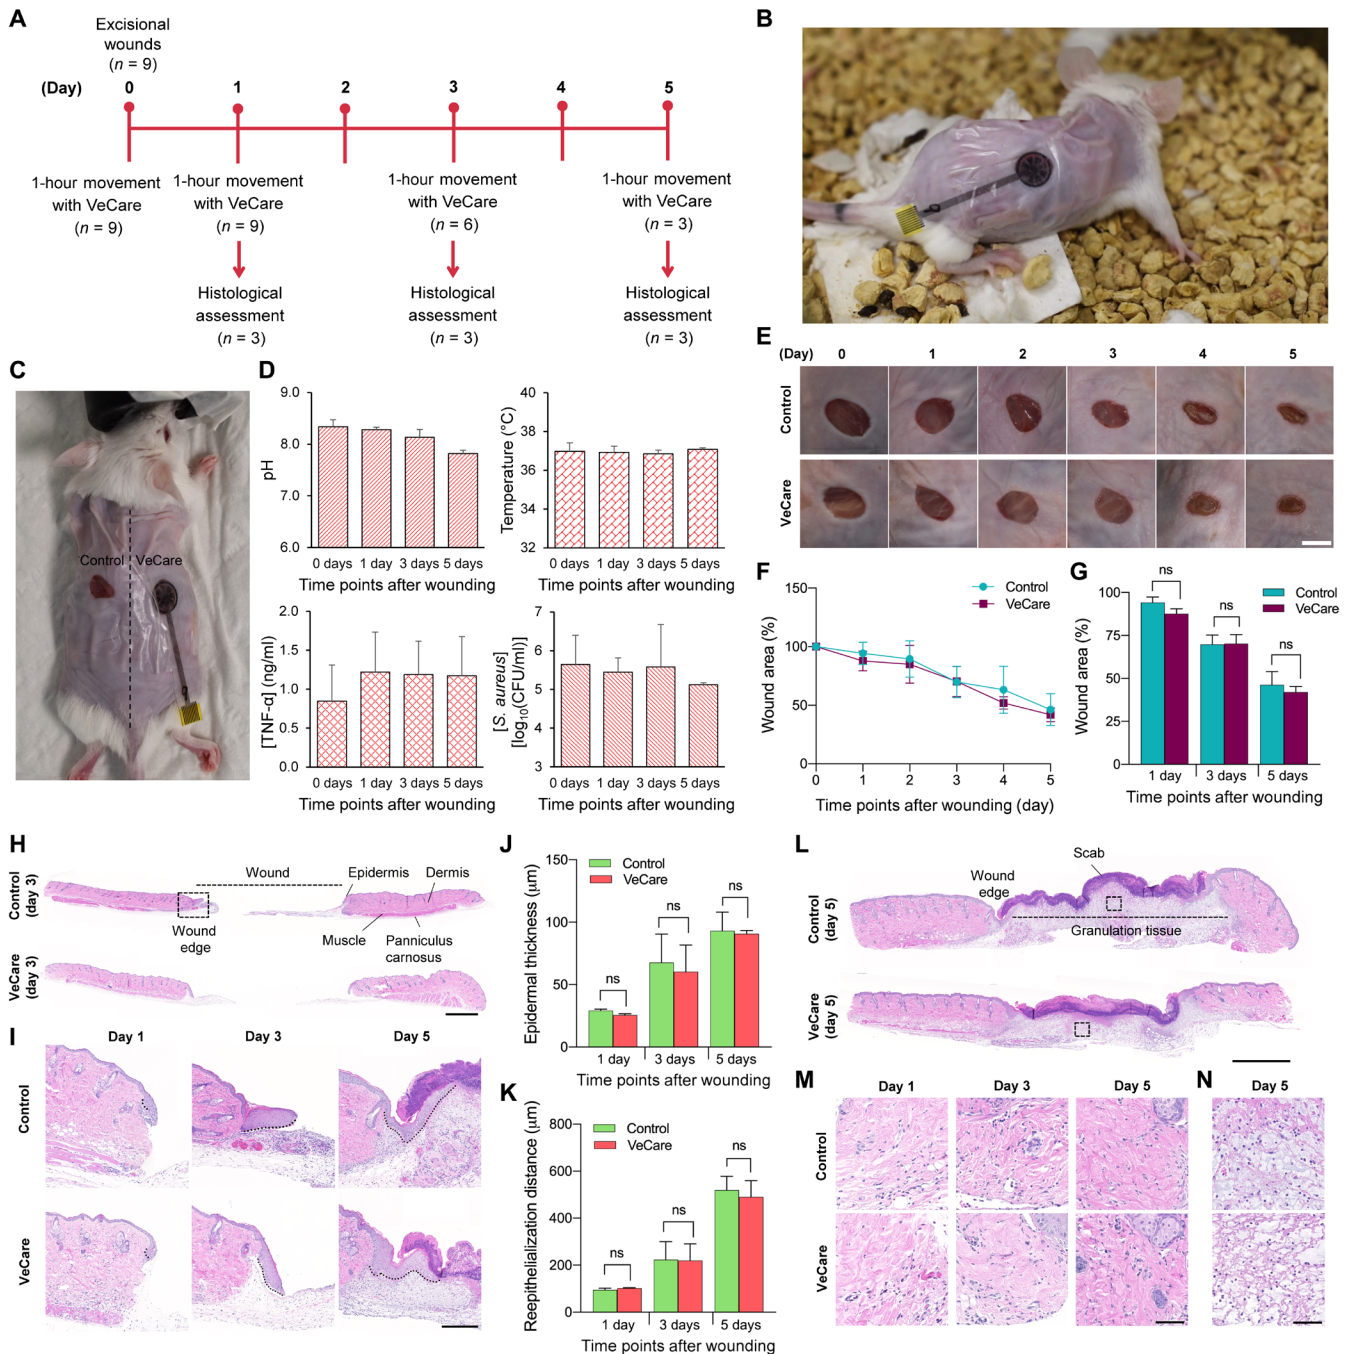 A
Excisional
wounds
(n = 9)
(Day) 0 1 2 3 4 5
1-hour movement
with VeCare
(n = 9)
1-hour movement
with VeCare
(n = 9)
1-hour movement
with VeCare
(n = 6)
1-hour movement
with VeCare
(n = 3)
Histological
assessment
(n = 3)
Histological
assessment
(n = 3)
Histological
assessment
(n = 3)
B
C
Control VeCare
D
9.0
8.0
7.0
6.0
pH
0 days 1 day 3 days 5 days
Time points after wounding
40
38
36
34
32
Temperature (°C)
0 days 1 day 3 days 5 days
Time points after wounding
2.0
1.5
1.0
0.5
0.0
[TNF-α] (ng/ml)
0 days 1 day 3 days 5 days
Time points after wounding
7
6
5
4
3
[S. aureus]
[log10(CFU/ml)]
0 days 1 day 3 days 5 days
Time points after wounding
E
(Day) 0 1 2 3 4 5
Control
VeCare
F
150
100
50
0
Wound area (%)
Control
VeCare
0 1 2 3 4 5
Time points after wounding (day)
G
100
75
50
25
0
Wound area (%)
ns
ns
ns
Control
VeCare
1 day 3 days 5 days
Time points after wounding
H
Control
(day 3)
Wound
Epidermis
Dermis
Wound
edge
Muscle
Panniculus
carnosus
VeCare
(day 3)
I
Day 1 Day 3 Day 5
Control
VeCare
J
150
100
50
0
Epidermal thickness (μm)
Control
VeCare
ns
ns
ns
1 day 3 days 5 days
Time points after wounding
K
800
600
400
200
0
Reepithelialization distance (μm)
Control
VeCare
ns
ns
ns
1 day 3 days 5 days
Time points after wounding
L
Control
(day 5)
Wound
edge
Scab
Granulation tissue
VeCare
(day 5)
M
Day 1 Day 3 Day 5
Control
VeCare
N
Day 5